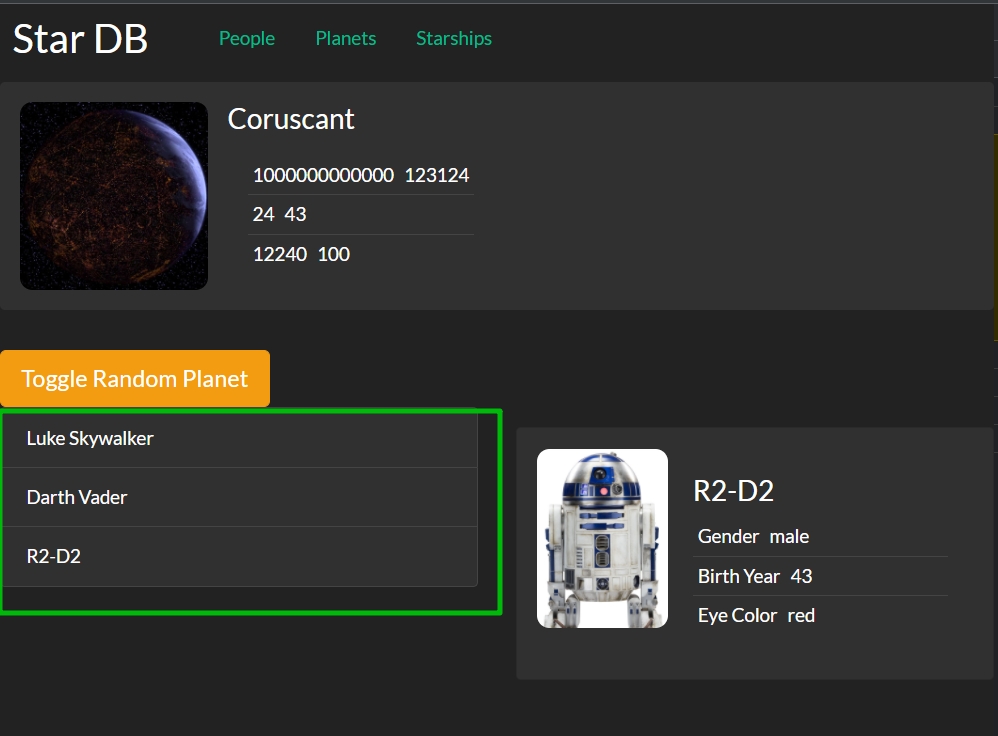 Star DB People Planets Starships
Coruscant
1000000000000 123124
24 43
12240 100
Toggle Random Planet
Luke Skywalker
Darth Vader
R2-D2
R2-D2
Gender male
Birth Year 43
Eye Color red